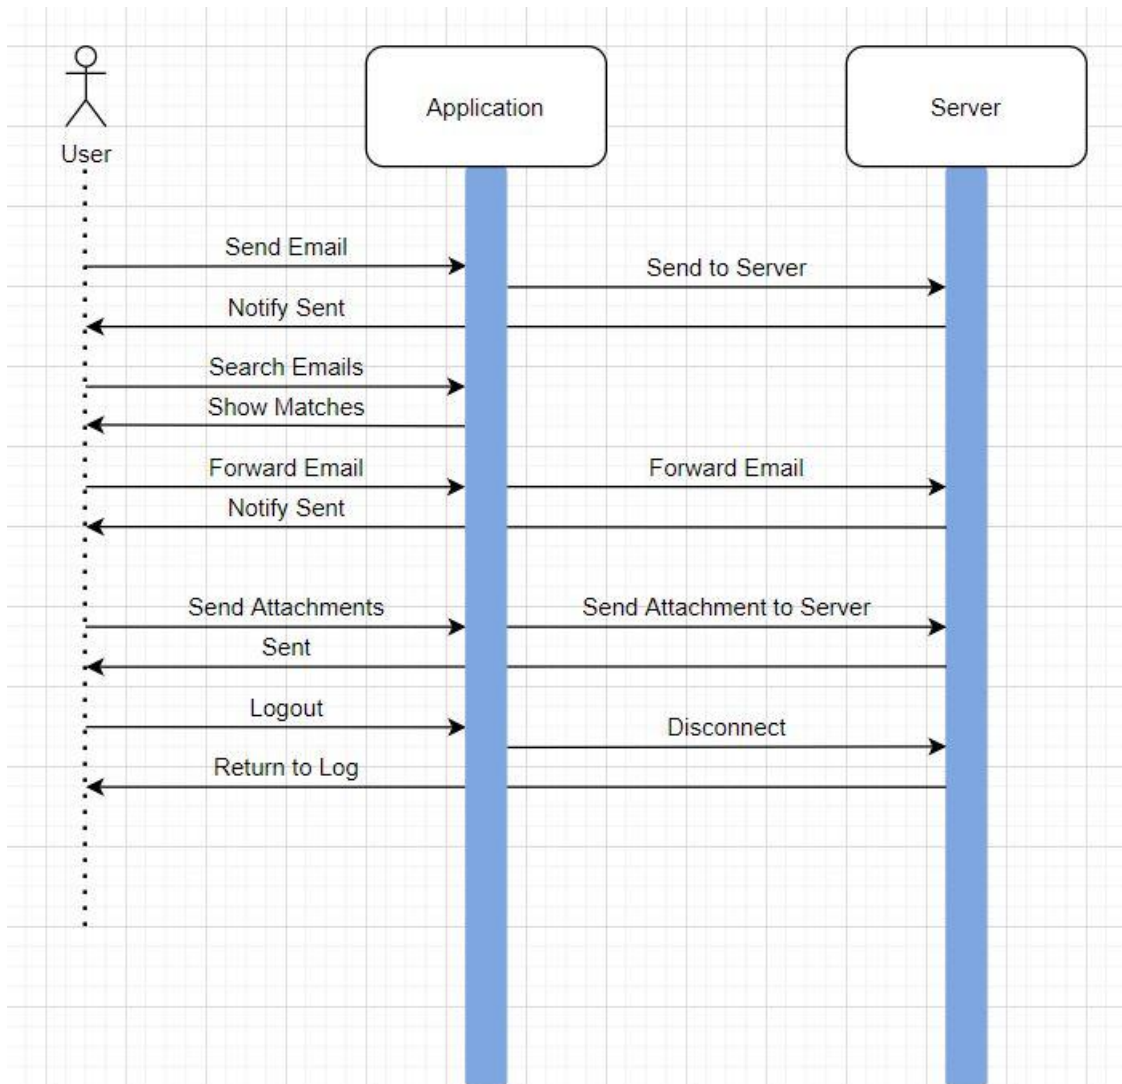 Application
Server
User
Send Email
Send to Server
Notify Sent
Search Emails
Show Matches
Forward Email
Forward Email
Notify Sent
Send Attachments
Send Attachment to Server
Sent
Logout
Disconnect
Return to Log